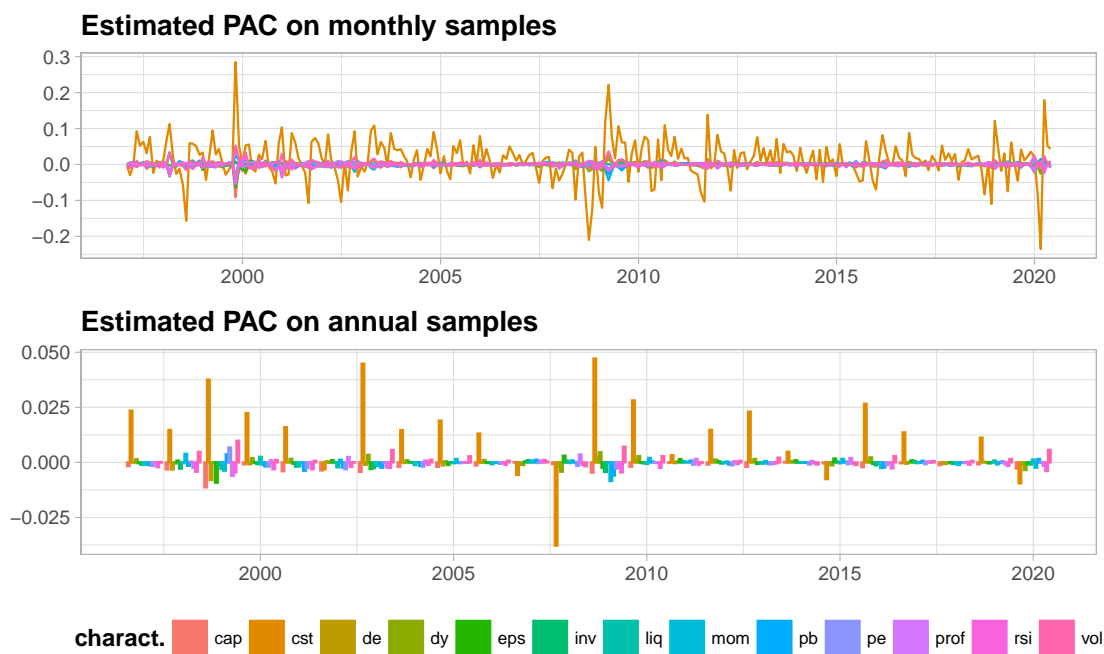 Estimated PAC on monthly samples
0.3
0.2
0.1
0.0
−0.1
−0.2
2000 2005 2010 2015 2020
Estimated PAC on annual samples
0.050
0.025
0.000
−0.025
2000 2005 2010 2015 2020
charact. cap cst de dy eps inv liq mom pb pe prof rsi vol